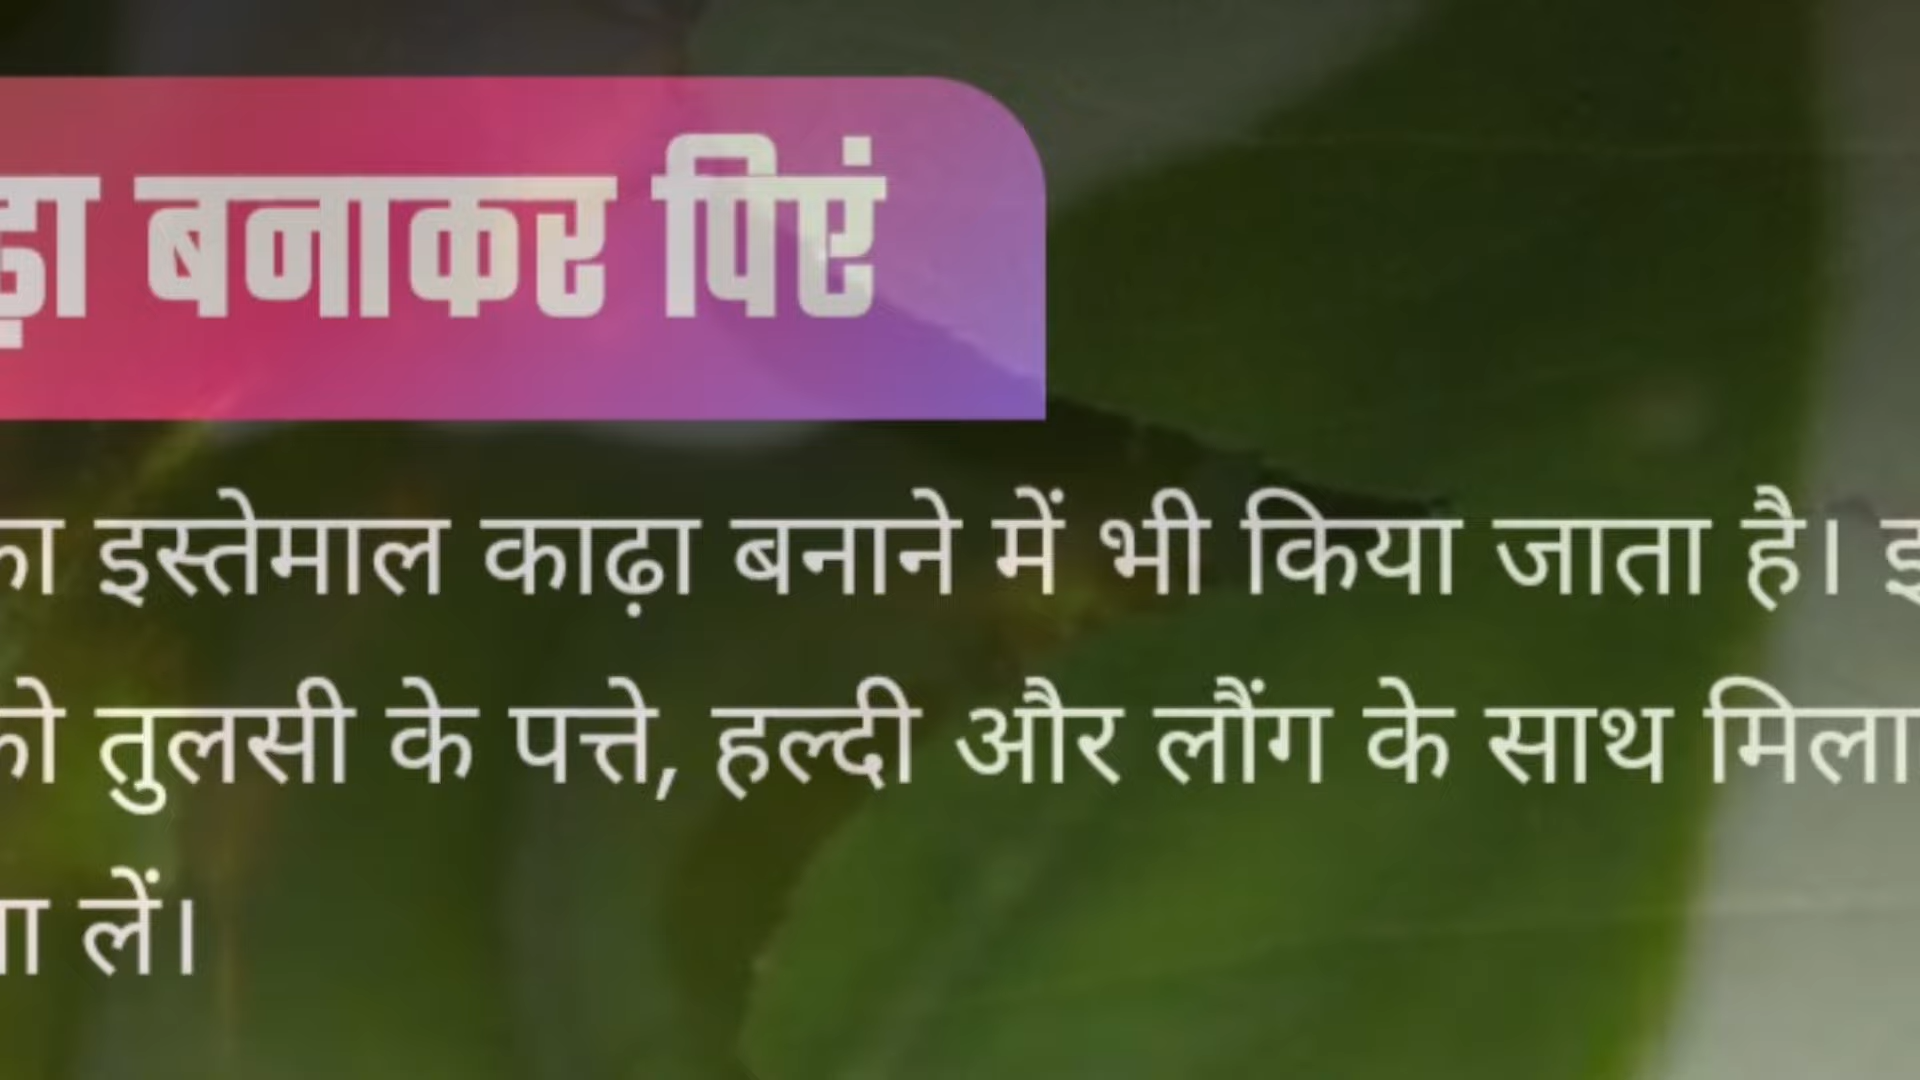 बनाकर पिएं
का इस्तेमाल काढ़ा बनाने में भी किया जाता है।
को तुलसी के पत्ते, हल्दी और लौंग के साथ मिला
लें।